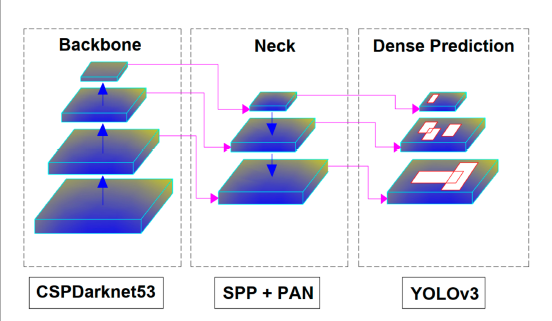 Backbone
Neck
Dense Prediction
CSPDarknet53
SPP + PAN
YOLOv3